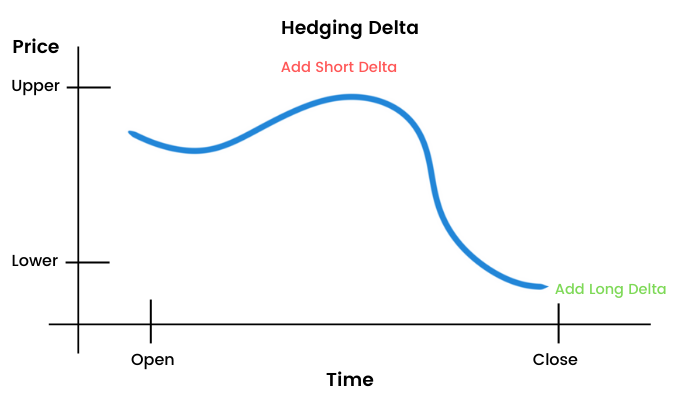 Hedging Delta
Price
Add Short Delta
Upper
Lower
Add Long Delta
Open
Close
Time